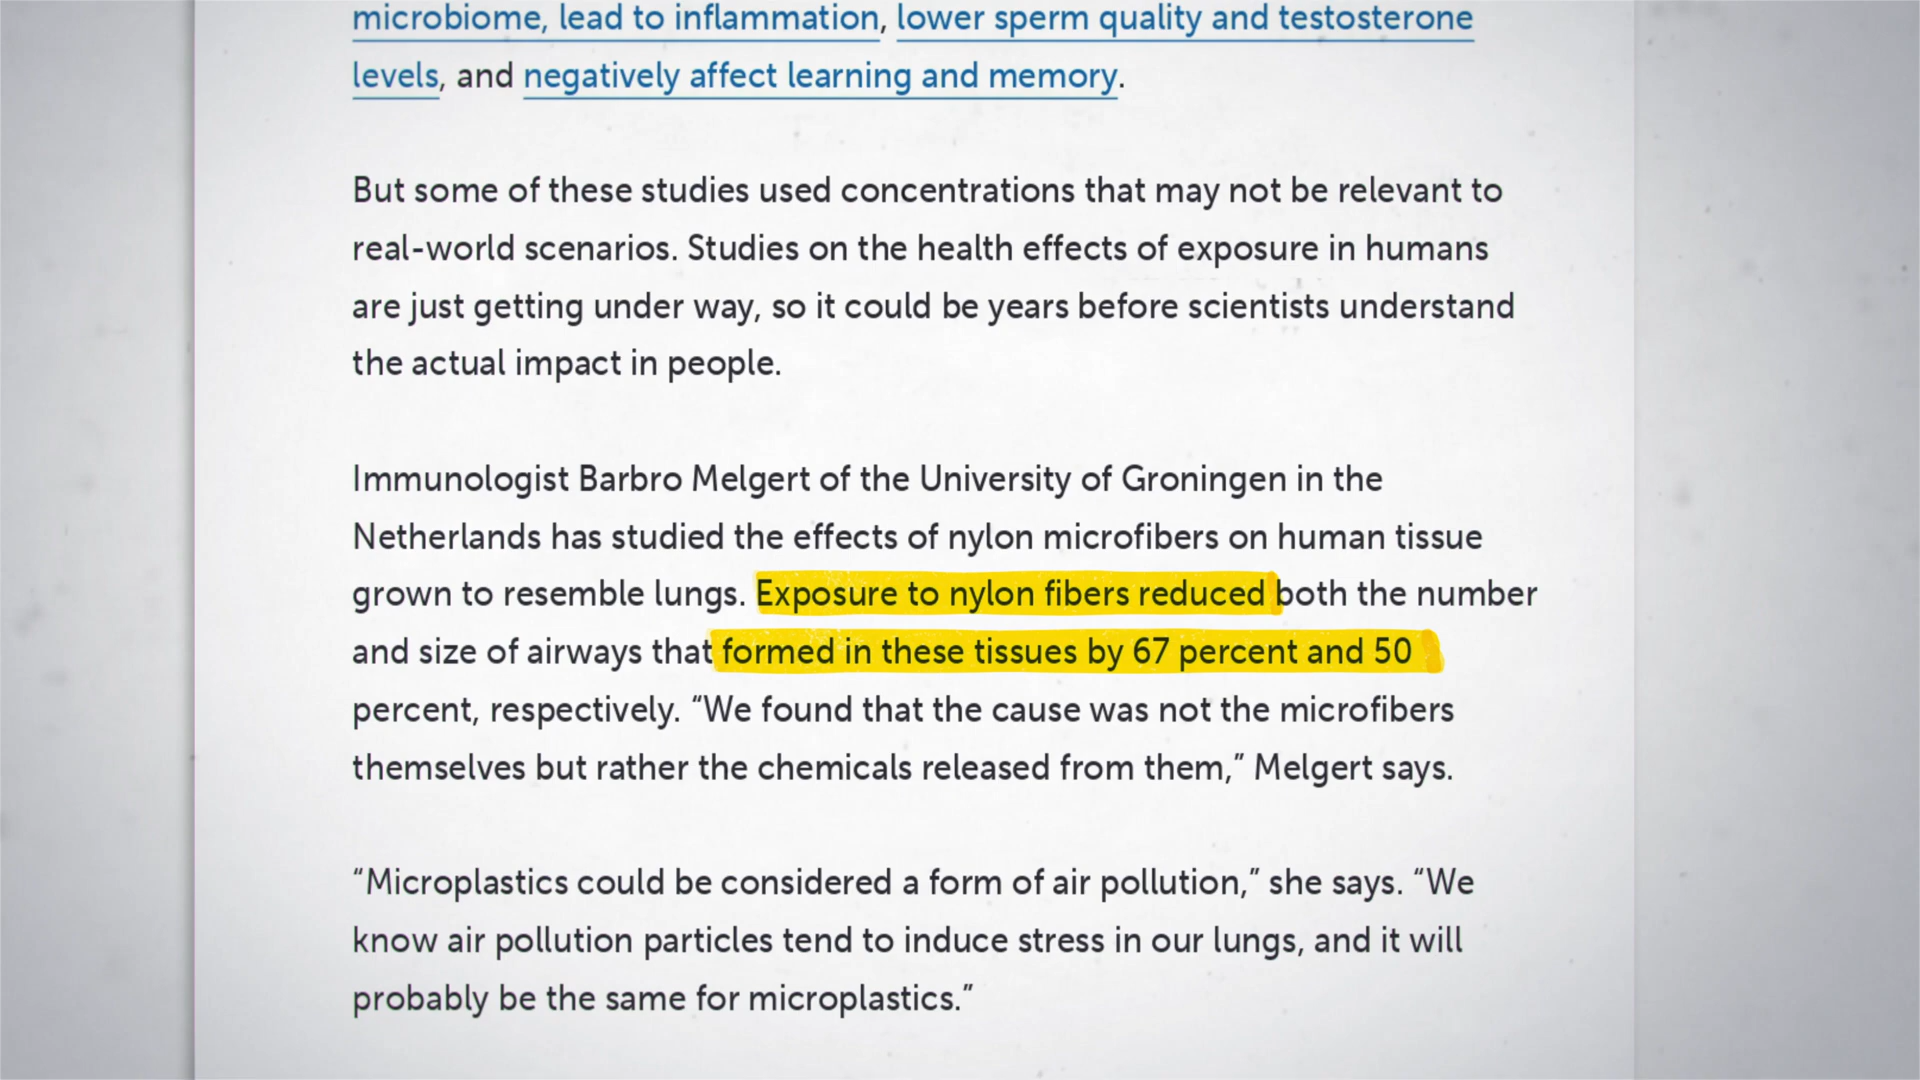 microbiome, lead to inflammation, lower sperm quality and testosterone
levels, and negatively affect learning and memory.
But some of these studies used concentrations that may not be relevant to
real-world scenarios. Studies on the health effects of exposure in humans
are just getting under way, so it could be years before scientists understand
the actual impact in people.
Immunologist Barbro Melgert of the University of Groningen in the
Netherlands has studied the effects of nylon microfibers on human tissue
grown to resemble lungs. Exposure to nylon fibers reduced both the number
and size of airways that formed in these tissues by 67 percent and 50
percent, respectively. “We found that the cause was not the microfibers
themselves but rather the chemicals released from them,” Melgert says.
“Microplastics could be considered a form of air pollution,” she says. “We
know air pollution particles tend to induce stress in our lungs, and it will
probably be the same for microplastics.”